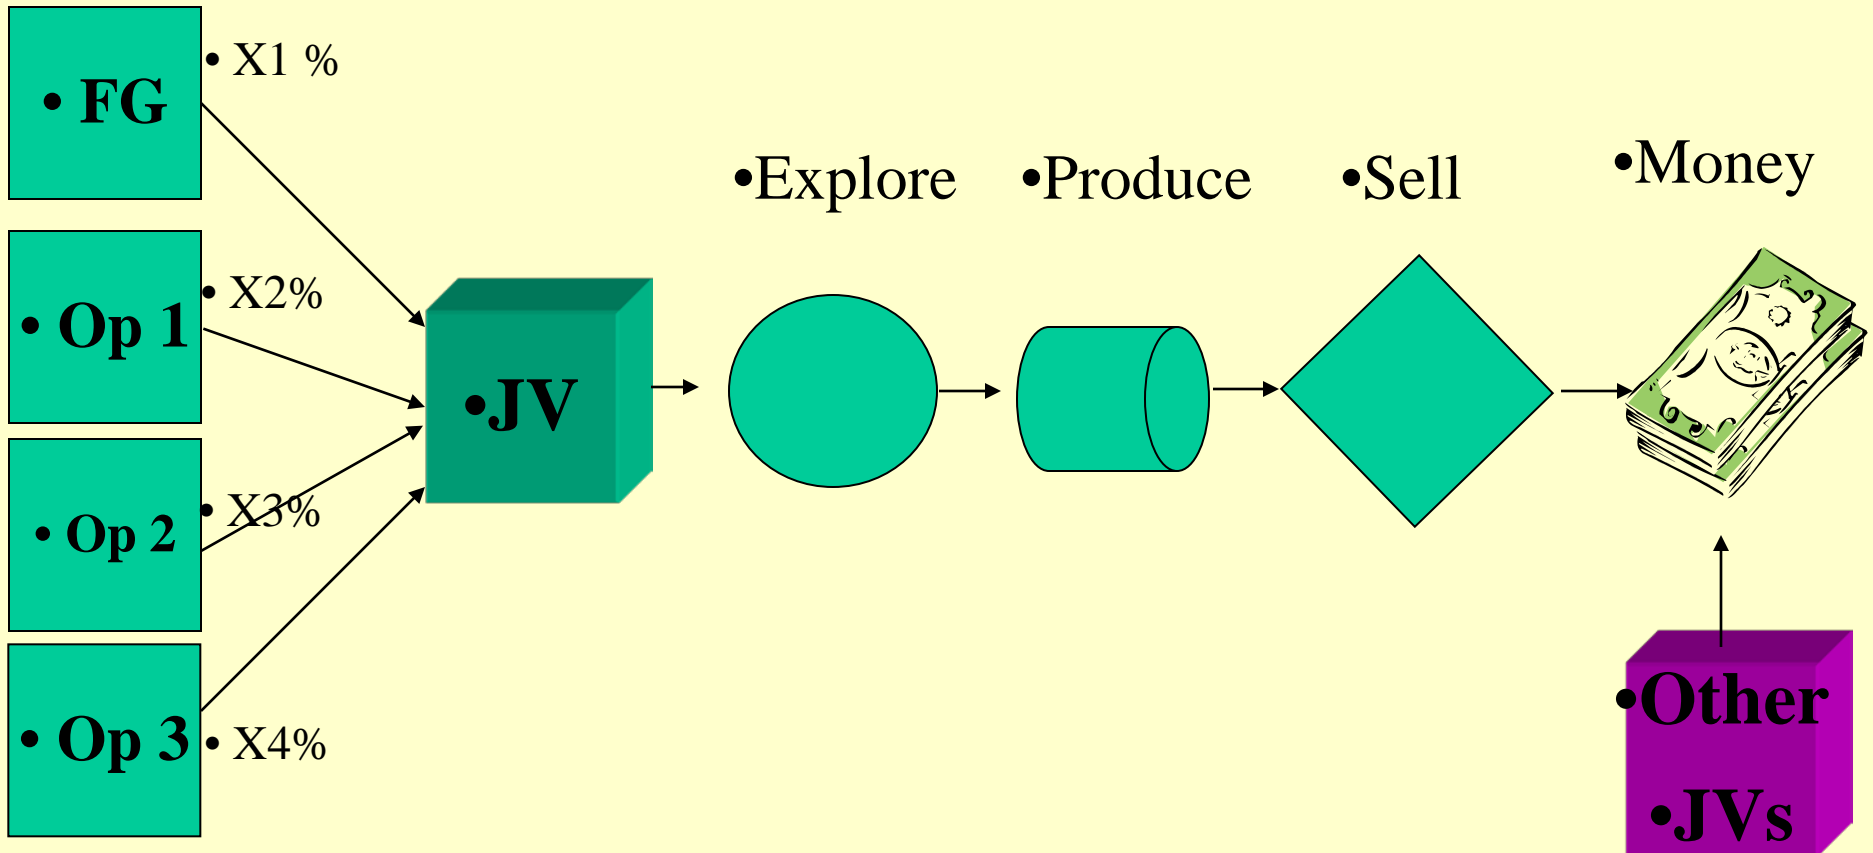 • FG
• X1 %
• Op 1
• X2%
• Op 2
• X3%
• Op 3
• X4%
•JV
•Explore
•Produce
•Sell
•Money
•Other
•JVs